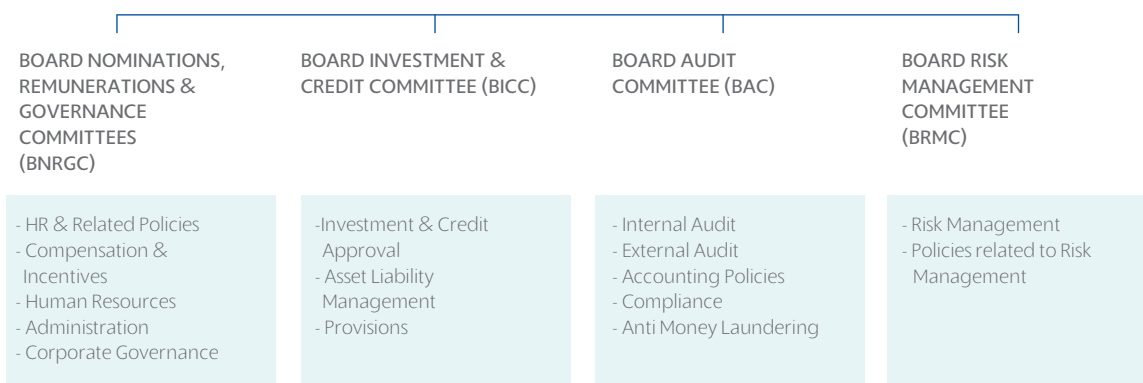 BOARD NOMINATIONS,
REMUNERATIONS &
GOVERNANCE
COMMITTEES
(BNRGC)
- HR & Related Policies
- Compensation &
Incentives
- Human Resources
- Administration
- Corporate Governance
BOARD INVESTMENT &
CREDIT COMMITTEE (BICC)
-Investment & Credit
Approval
- Asset Liability
Management
- Provisions
BOARD AUDIT
COMMITTEE (BAC)
- Internal Audit
- External Audit
- Accounting Policies
- Compliance
- Anti Money Laundering
BOARD RISK
MANAGEMENT
COMMITTEE
(BRMC)
- Risk Management
- Policies related to Risk
Management